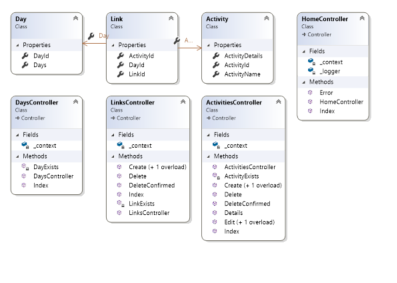 Day
Class
Properties
DayId
Days
Day
Link
Class
Properties
ActivityId
DayId
LinkId
A...
Activity
Class
Properties
ActivityDetails
ActivityId
ActivityName
HomeController
Class
→ Controller
Fields
_context
_logger
Methods
Error
HomeController
Index
DaysController
Class
→ Controller
Fields
_context
Methods
DayExists
DaysController
Index
LinksController
Class
→ Controller
Fields
_context
Methods
Create (+ 1 overload)
Delete
DeleteConfirmed
Index
LinkExists
LinksController
ActivitiesController
Class
→ Controller
Fields
_context
Methods
ActivitiesController
ActivityExists
Create (+ 1 overload)
Delete
DeleteConfirmed
Details
Edit (+ 1 overload)
Index